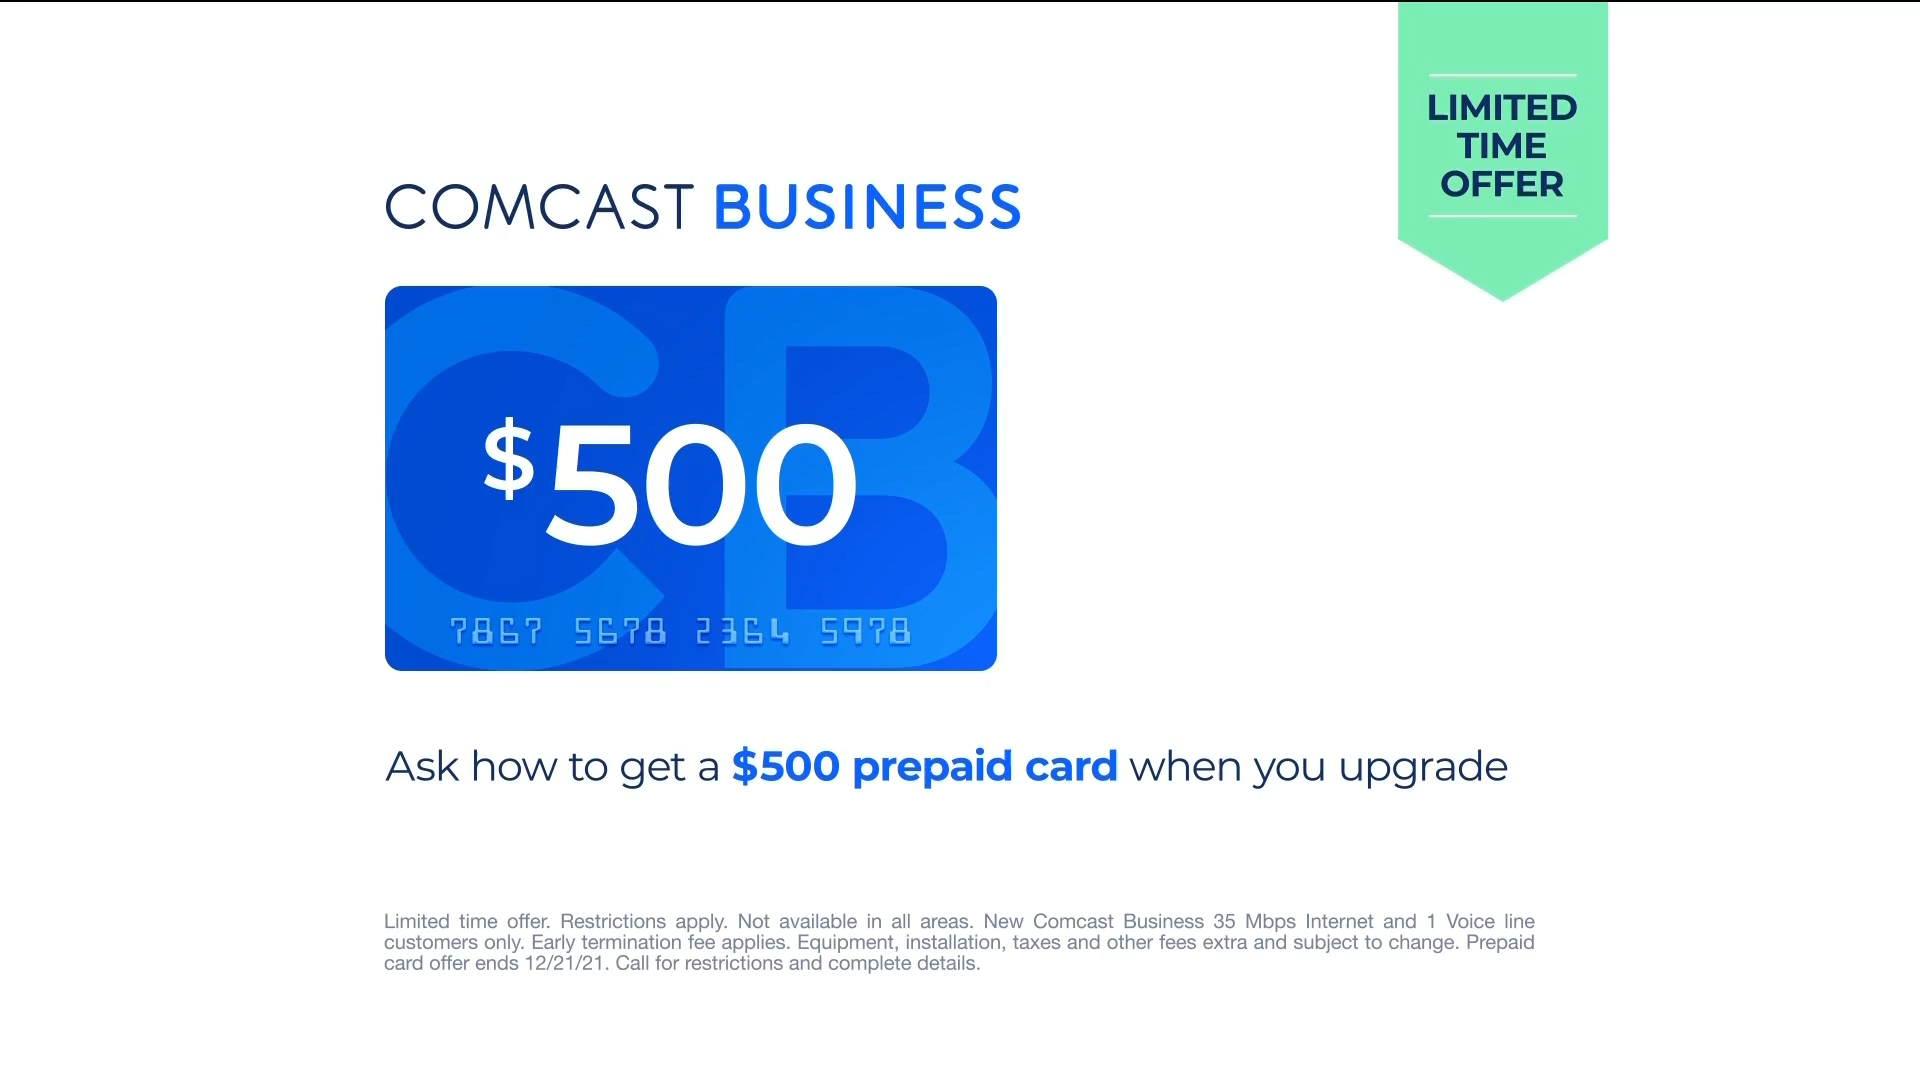 LIMITED
TIME
OFFER
COMCAST BUSINESS
$500
7867 5678 2364 5978
Ask how to get a $500 prepaid card when you upgrade
Limited time offer. Restrictions apply. Not available in all areas. New Comcast Business 35 Mbps Internet and 1 Voice line
customers only. Early termination fee applies. Equipment, installation, taxes and other fees extra and subject to change. Prepaid
card offer ends 12/21/21. Call for restrictions and complete details.